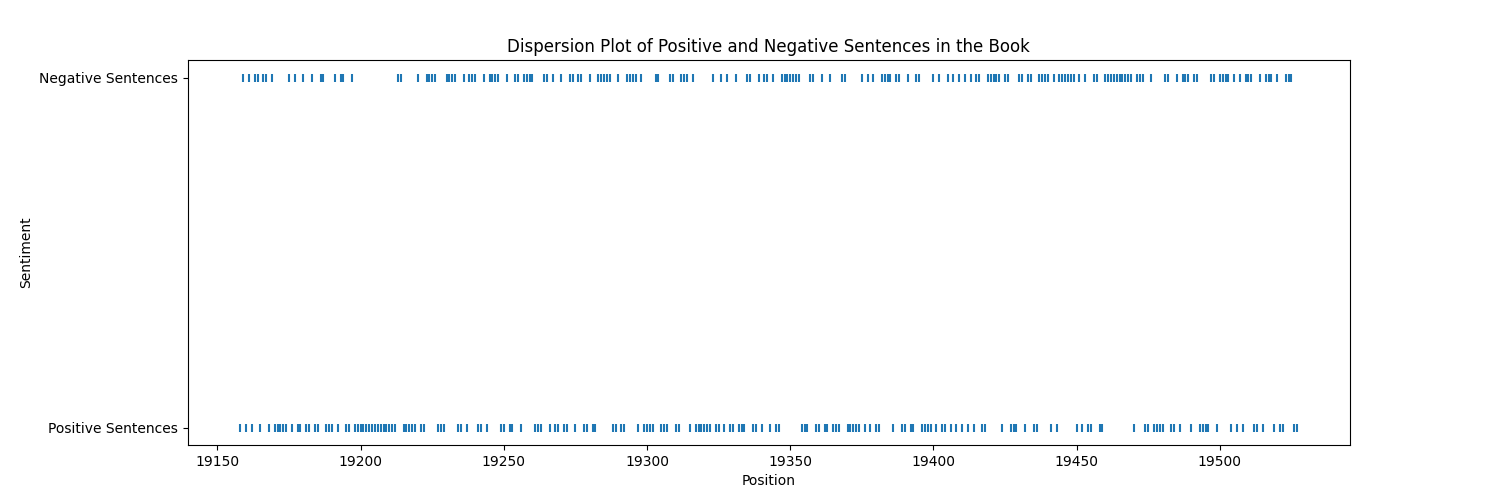 Dispersion Plot of Positive and Negative Sentences in the Book
Negative Sentences
Sentiment
Positive Sentences
19150 19200 19250 19300 19350 19400 19450 19500
Position